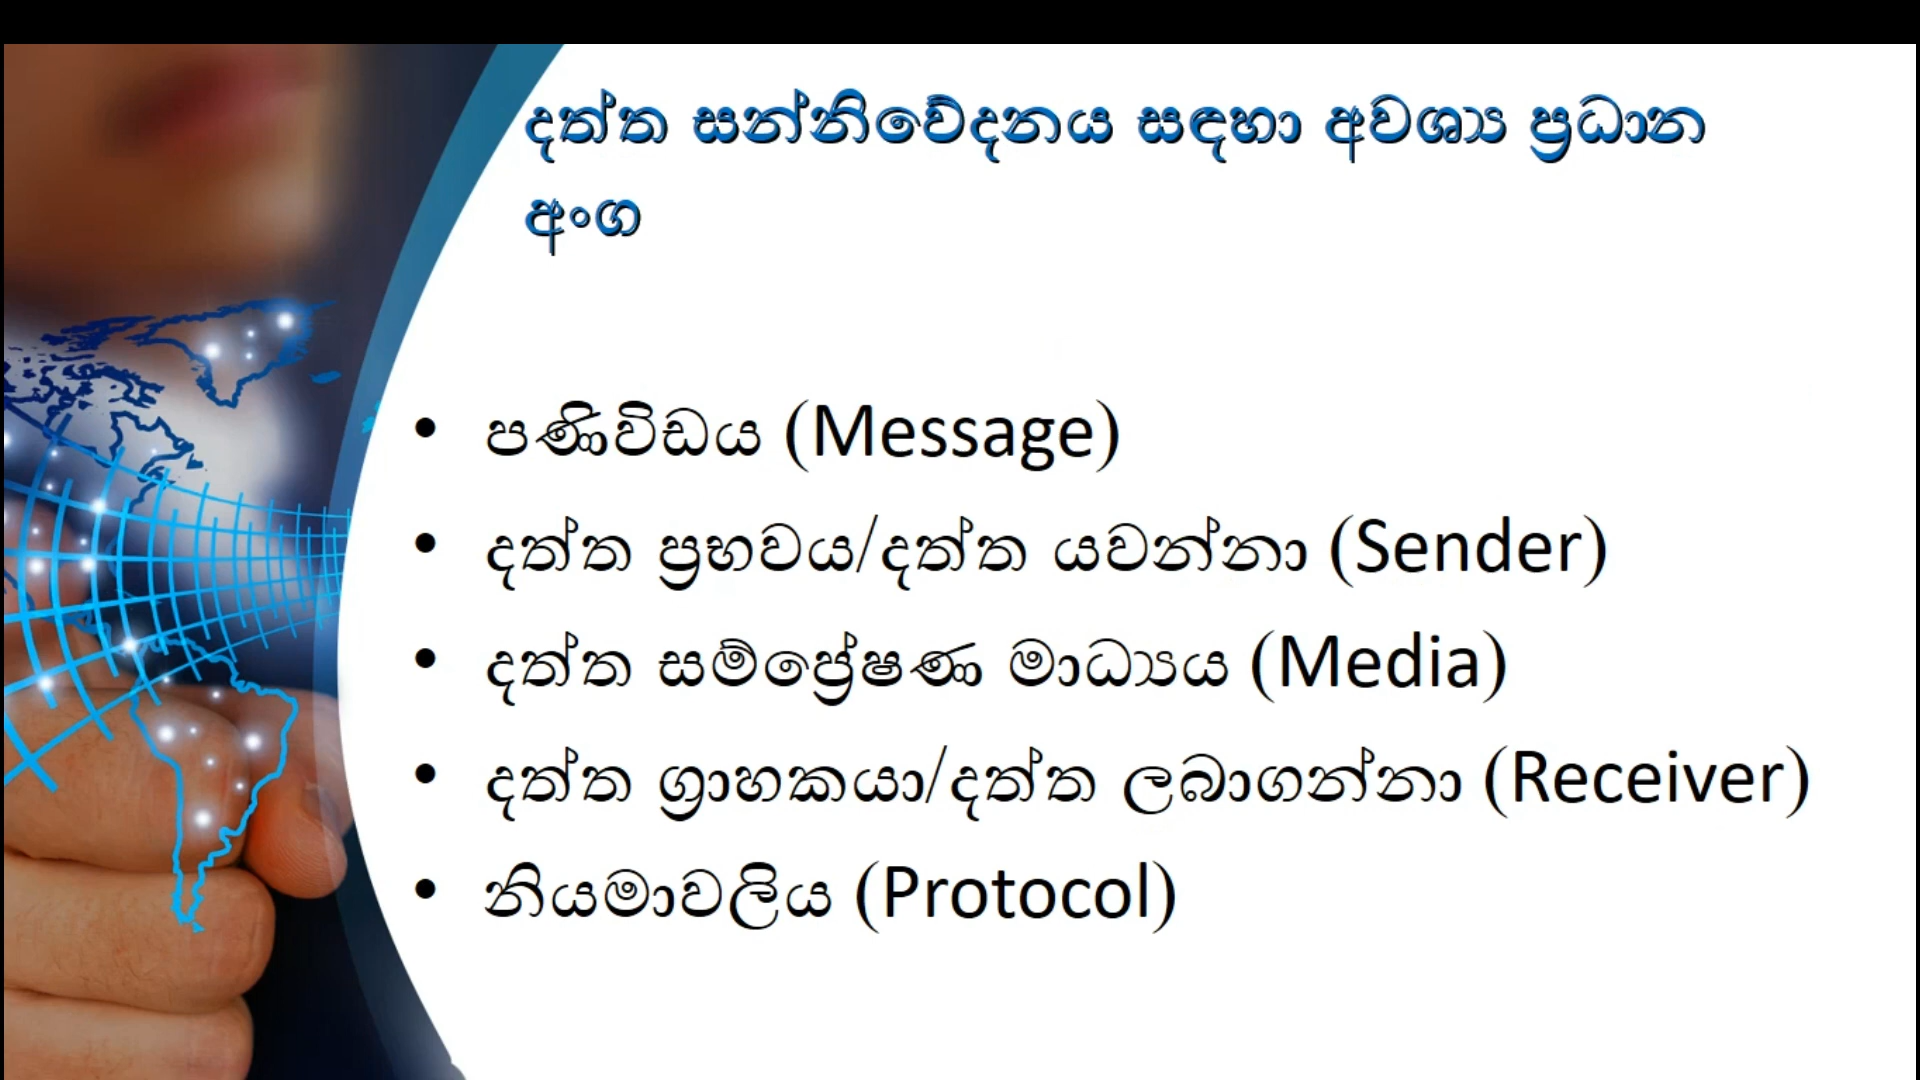 දත්ත සන්නිවේදනය සඳහා අවශ්‍ය ප්‍රධාන
අංග
• පණිවිඩය (Message)
• දත්ත ප්‍රභවය/දත්ත යවන්නා (Sender)
• දත්ත සම්ප්‍රේෂණ මාධ්‍යය (Media)
• දත්ත ග්‍රාහකයා/දත්ත ලබාගන්නා (Receiver)
• නියමාවලිය (Protocol)